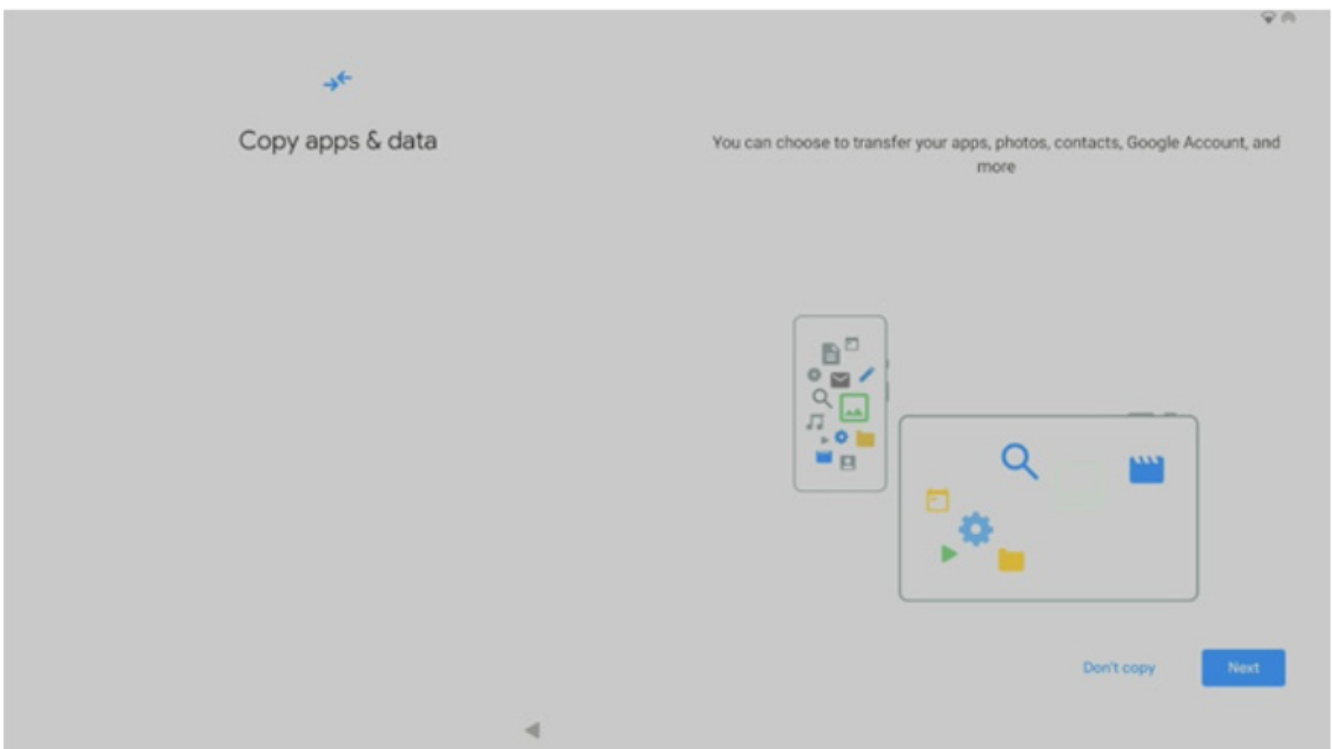 Copy apps & data
You can choose to transfer your apps, photos, contacts, Google Account, and
more
Don't copy
Next